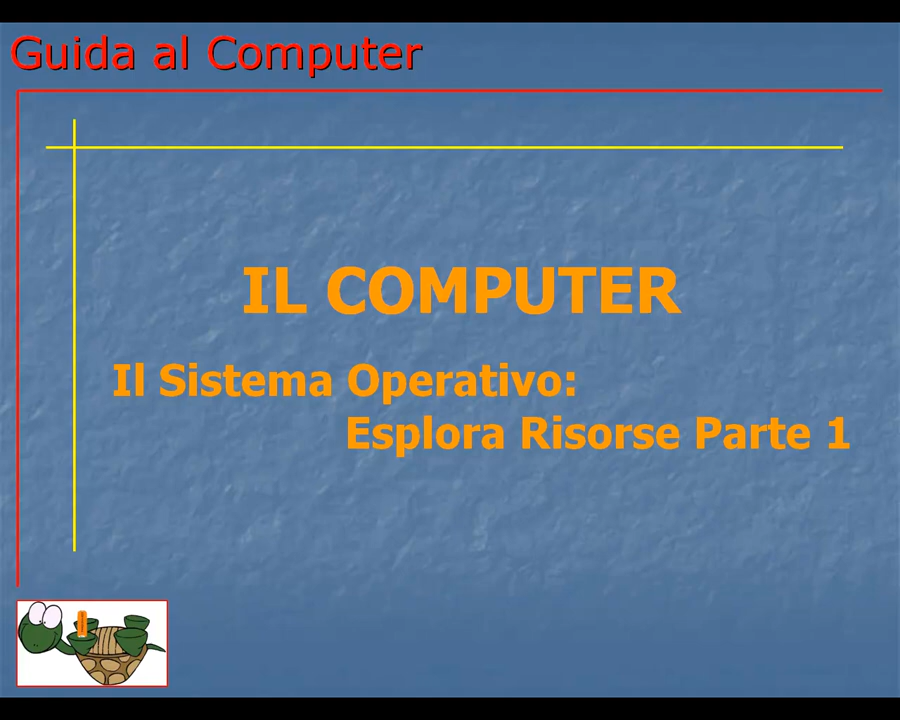 Guida al Computer
IL COMPUTER
Il Sistema Operativo:
Esplora Risorse Parte 1